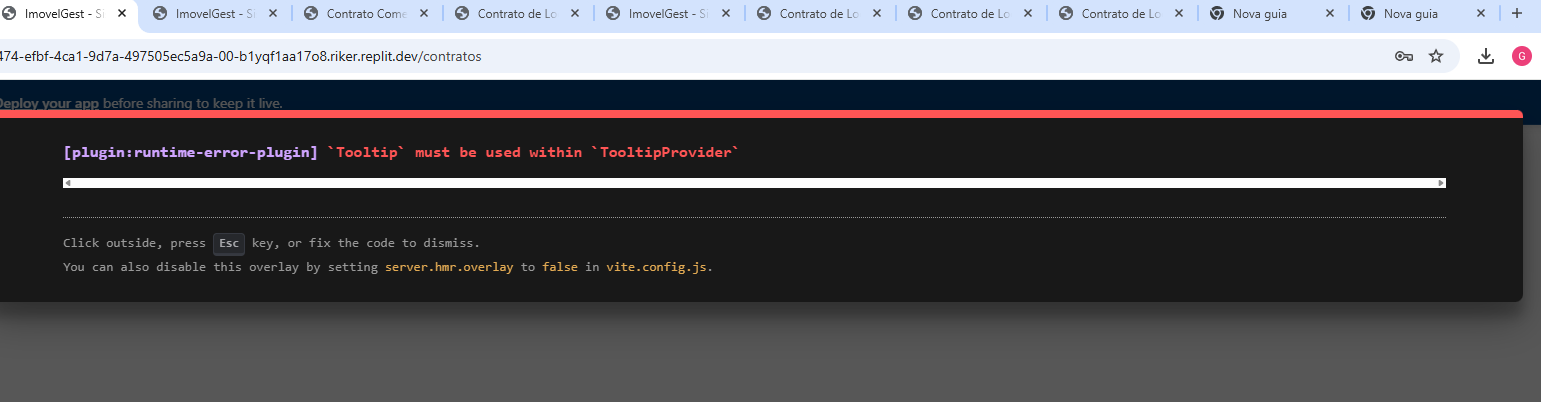 ImovelGest - Si
ImovelGest - Si
Contrato Come
Contrato de Lo
ImovelGest - Si
Contrato de Lo
Contrato de Lo
Contrato de Lo
Nova guia
Nova guia
474-efbf-4ca1-9d7a-497505ec5a9a-00-b1yqf1aa17o8.riker.replit.dev/contratos
G
Deploy your app before sharing to keep it live.
[plugin:runtime-error-plugin] `Tooltip` must be used within `TooltipProvider`
Click outside, press Esc key, or fix the code to dismiss.
You can also disable this overlay by setting server.hmr.overlay to false in vite.config.js.